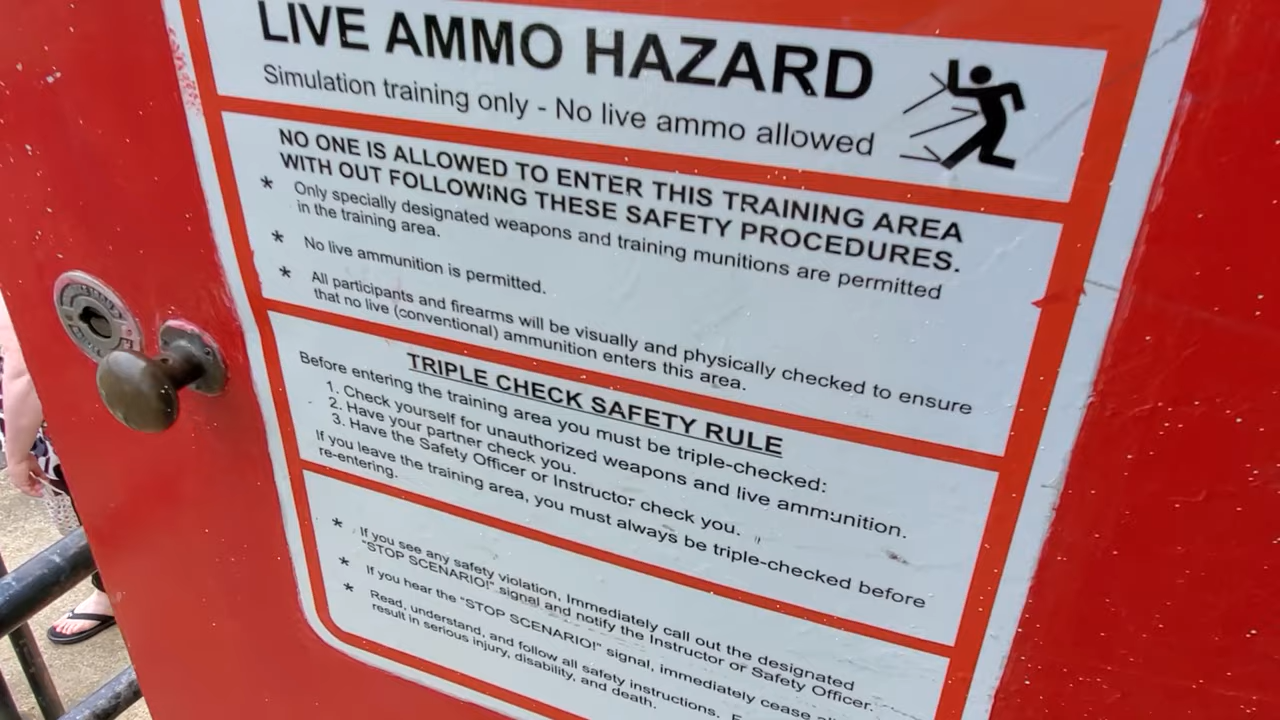 LIVE AMMO HAZARD
Simulation training only - No live ammo allowed
NO ONE IS ALLOWED TO ENTER THIS TRAINING AREA
WITH OUT FOLLOWING THESE SAFETY PROCEDURES.
* Only specially designated weapons and training munitions are permitted
in the training area.
* No live ammunition is permitted.
* All participants and firearms will be visually and physically checked to ensure
that no live (conventional) ammunition enters this area.
TRIPLE CHECK SAFETY RULE
Before entering the training area you must be triple-checked:
1. Check yourself for unauthorized weapons and live ammunition.
2. Have your partner check you.
3. Have the Safety Officer or Instructor check you.
If you leave the training area, you must always be triple-checked before
re-entering.
* If you see any safety violation, Immediately call out the designated
"STOP SCENARIO!" signal and notify the Instructor or Safety Officer.
* If you hear the "STOP SCENARIO!" signal, immediately cease
* Read, understand, and follow all safety instructions.
result in serious injury, disability, and death.